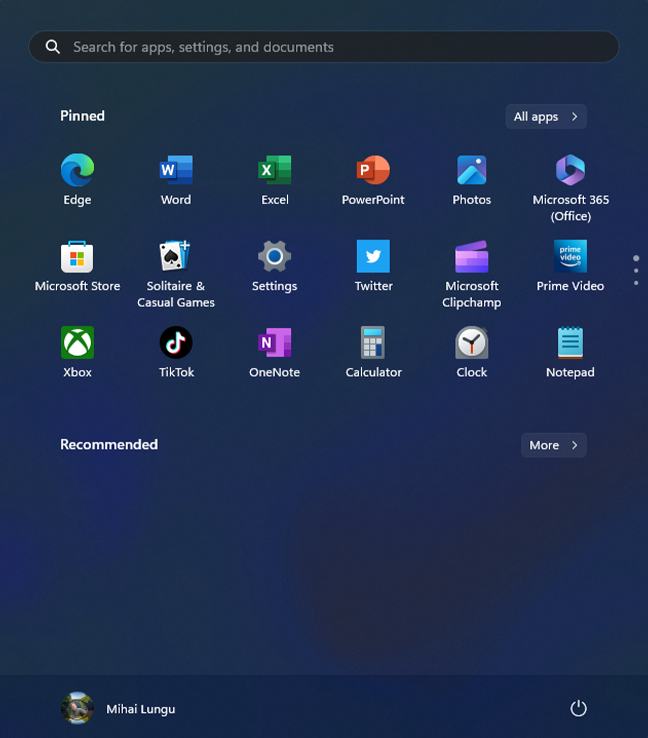 Search for apps, settings, and documents
Pinned
All apps
Edge
Word
Excel
PowerPoint
Photos
Microsoft 365
(Office)
Microsoft Store
Solitaire &
Casual Games
Settings
Twitter
Microsoft
Clipchamp
prime
video
Prime Video
Xbox
TikTok
OneNote
Calculator
Clock
Notepad
Recommended
More
Mihai Lungu